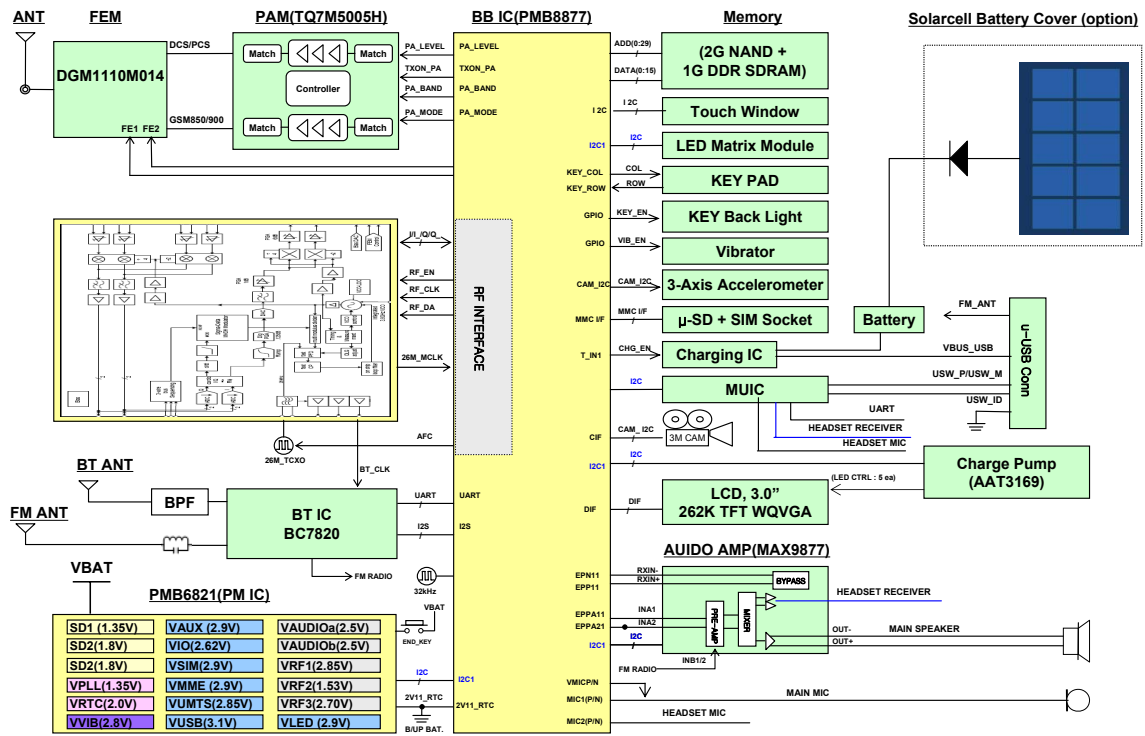 ANT
FEM
PAM(TQ7M5005H)
BB IC(PMB8877)
Memory
Solarcell Battery Cover (option)
DCS/PCS
DGM1110M014
FE1 FE2
GSM850/900
Match
Match
Controller
Match
Match
PA_LEVEL
TXON_PA
PA_BAND
PA_MODE
PA_LEVEL
TXON_PA
PA_BAND
PA_MODE
ADD(0:29)
DATA(0:15)
(2G NAND +
1G DDR SDRAM)
I 2C
I 2C
Touch Window
I2C1
I2C
LED Matrix Module
KEY_COL
COL
KEY_ROW
ROW
KEY PAD
GPIO
KEY_EN
KEY Back Light
GPIO
VIB_EN
Vibrator
CAM_I2C
CAM_I2C
3-Axis Accelerometer
MMC I/F
MMC I/F
µ-SD + SIM Socket
T_IN1
CHG_EN
Charging IC
Battery
FM_ANT
VBUS_USB
u-USB Conn
I2C
MUIC
USW_P/USW_M
USW_ID
UART
HEADSET RECEIVER
HEADSET MIC
CIF
CAM_ I2C
3M CAM
I2C1
I2C
Charge Pump
(AAT3169)
(LED CTRL : 5 ea)
DIF
DIF
LCD, 3.0”
262K TFT WQVGA
RF INTERFACE
I/I_/Q/Q_
RF_EN
RF_CLK
RF_DA
26M_MCLK
AFC
26M_TCXO
BT_CLK
BT ANT
BPF
FM ANT
BT IC
BC7820
UART
UART
I2S
I2S
FM RADIO
32kHz
VBAT
END_KEY
VBAT
PMB6821(PM IC)
SD1 (1.35V)
VAUX (2.9V)
VAUDIOa(2.5V)
SD2(1.8V)
VIO(2.62V)
VAUDIOb(2.5V)
SD2(1.8V)
VSIM(2.9V)
VRF1(2.85V)
VPLL(1.35V)
VMME (2.9V)
VRF2(1.53V)
VRTC(2.0V)
VUMTS(2.85V)
VRF3(2.70V)
VVIB(2.8V)
VUSB(3.1V)
VLED (2.9V)
I2C
I2C1
2V11_RTC
2V11_RTC
B/UP BAT.
AUIDO AMP(MAX9877)
EPN11
EPP11
RXIN-
RXIN+
BYPASS
EPPA11
EPPA21
INA1
INA2
PRE-AMP
MIXER
HEADSET RECEIVER
OUT-
OUT+
MAIN SPEAKER
I2C1
I2C
FM RADIO
INB1/2
VMICP/N
MIC1(P/N)
MAIN MIC
MIC2(P/N)
HEADSET MIC